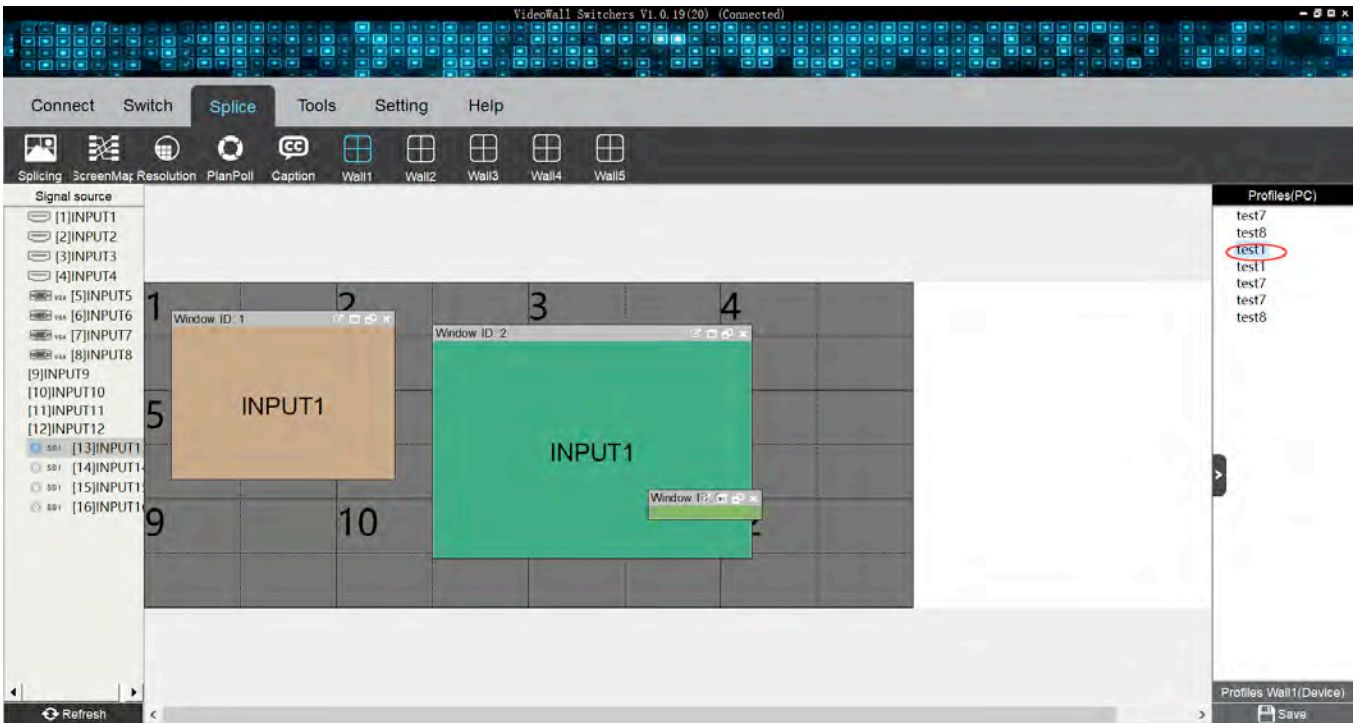 VideoWall Switchers V1.0.19(20) (Connected)
Connect Switch Splice Tools Setting Help
Splicing ScreenMap Resolution PlanPoll Caption Wall1 Wall2 Wall3 Wall4 Wall5
Signal source
[1]INPUT1
[2]INPUT2
[3]INPUT3
[4]INPUT4
VGA [5]INPUT5
VGA [6]INPUT6
VGA [7]INPUT7
VGA [8]INPUT8
[9]INPUT9
[10]INPUT10
[11]INPUT11
[12]INPUT12
SDI [13]INPUT1
SDI [14]INPUT1
SDI [15]INPUT1
SDI [16]INPUT1
Refresh
1 2 3 4
Window ID: 1
INPUT1
Window ID: 2
INPUT1
5
Window
9 10
Profiles(PC)
test7
test8
test1
test1
test7
test7
test8
Profiles Wall1(Device)
Save